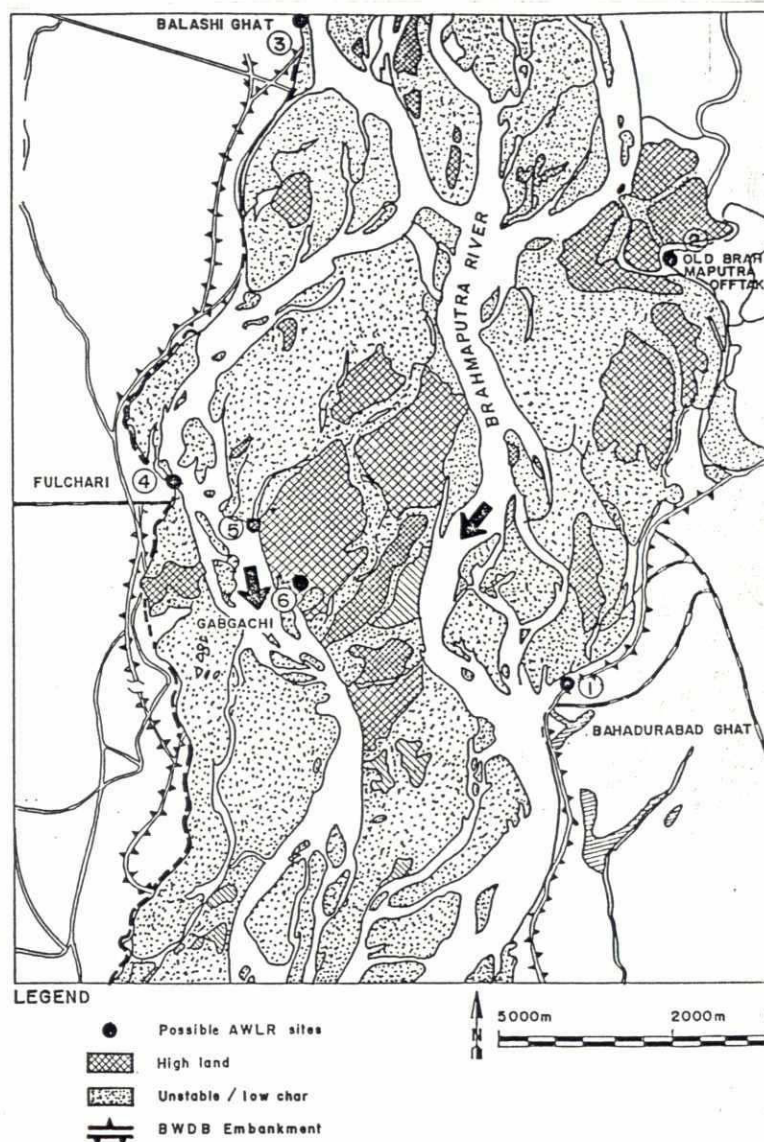 BALASHI GHAT
3
BRAHMAPUTRA RIVER
2
OLD BRAH
MAPUTRA
OFFTAK
4
FULCHARI
5
6
GABGACHI
1
BAHADURABAD GHAT
LEGEND
Possible AWLR sites
High land
Unstable / low char
BWDB Embankment
N
5000m 2000m